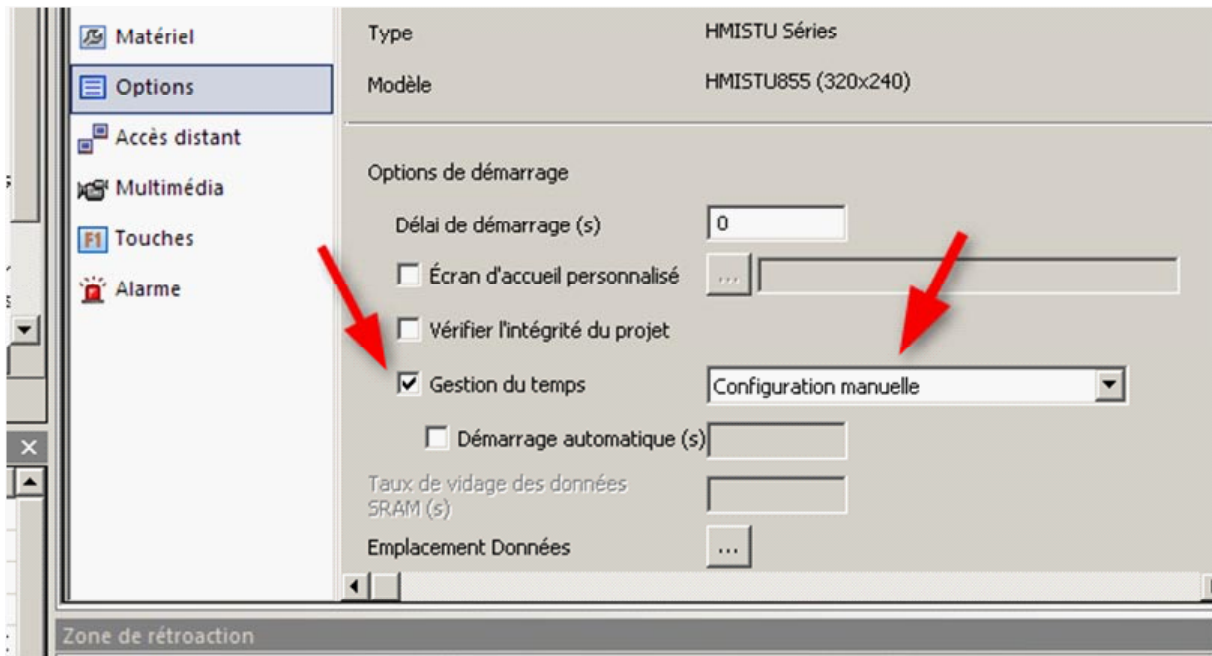 Matériel
Type
HMISTU Séries
Options
Modèle
HMISTU855 (320x240)
Accès distant
Multimédia
Options de démarrage
F1 Touches
Délai de démarrage (s)
0
Alarme
Écran d'accueil personnalisé
...
Vérifier l'intégrité du projet
Gestion du temps
Configuration manuelle
Démarrage automatique (s)
Taux de vidage des données
SRAM (s)
Emplacement Données
...
Zone de rétroaction